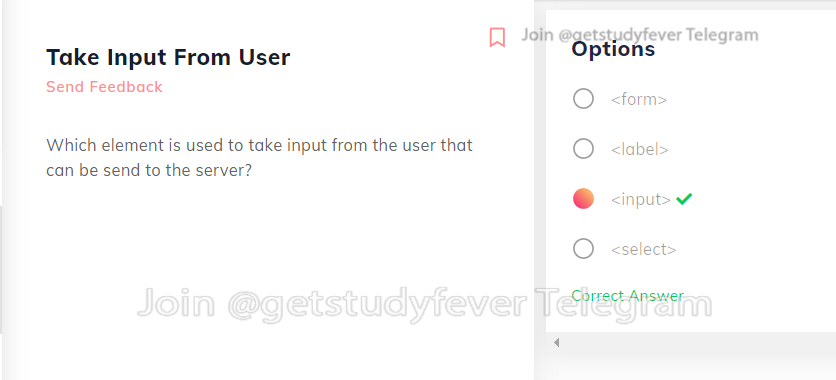 Take Input From User
Send Feedback
Which element is used to take input from the user that
can be send to the server?
Join @getstudyfever Telegram
Options
<form>
<label>
<input>
<select>
Correct Answer
Join @getstudyfever Telegram